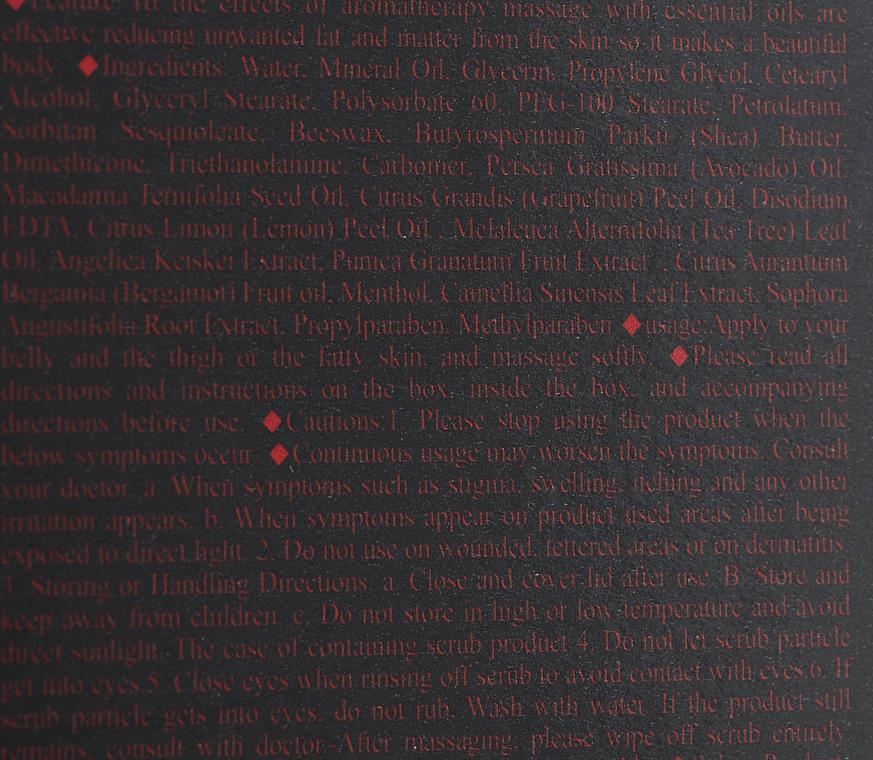 ◆Feature To the effects of aromatherapy massage with essential oils are
effective reducing unwanted fat and matter from the skin so it makes a beautiful
body. ◆Ingredients: Water, Mineral Oil, Glycerin, Propylene Glycol, Cetearyl
Alcohol, Glyceryl Stearate, Polysorbate 60, PEG-100 Stearate, Petrolatum,
Sorbitan Sesquioleate, Beeswax, Butyrospermum Parkii (Shea) Butter,
Dimethicone, Triethanolamine, Carbomer, Persea Gratissima (Avocado) Oil,
Macadamia Ternifolia Seed Oil, Citrus Grandis (Grapefruit) Peel Oil, Disodium
EDTA, Citrus Limon (Lemon) Peel Oil , Melaleuca Alternifolia (Tea Tree) Leaf
Oil, Angelica Keiskei Extract, Punica Granatum Fruit Extract , Citrus Aurantium
Bergamia (Bergamot) Fruit oil, Menthol, Camellia Sinensis Leaf Extract, Sophora
Angustifolia Root Extract, Propylparaben, Methylparaben ◆usage:Apply to your
belly and the thigh or the fatty skin, and massage softly. ◆Please read all
directions and instructions on the box, inside the box, and accompanying
directions before use. ◆Cautions:1. Please stop using the product when the
below symptoms occur. ◆Continuous usage may worsen the symptoms. Consult
your doctor. a. When symptoms such as stigma, swelling, itching and any other
irritation appears. b. When symptoms appear on product used areas after being
exposed to direct light. 2. Do not use on wounded, tettered areas or on dermatitis.
3. Storing or Handling Directions. a. Close and cover lid after use. B. Store and
keep away from children. c. Do not store in high or low temperature and avoid
direct sunlight. The case of containing scrub product 4. Do not let scrub particle
get into eyes.5. Close eyes when rinsing off scrub to avoid contact with eyes.6. If
scrub particle gets into eyes, do not rub. Wash with water. If the product still
remains, consult with doctor.-After massaging, please wipe off scrub entirely.